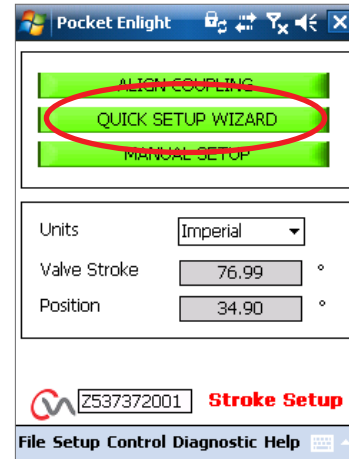 Pocket Enlight
ALIGN COUPLING
QUICK SETUP WIZARD
MANUAL SETUP
Units Imperial
Valve Stroke 76.99 °
Position 34.90 °
Z537372001 Stroke Setup
File Setup Control Diagnostic Help